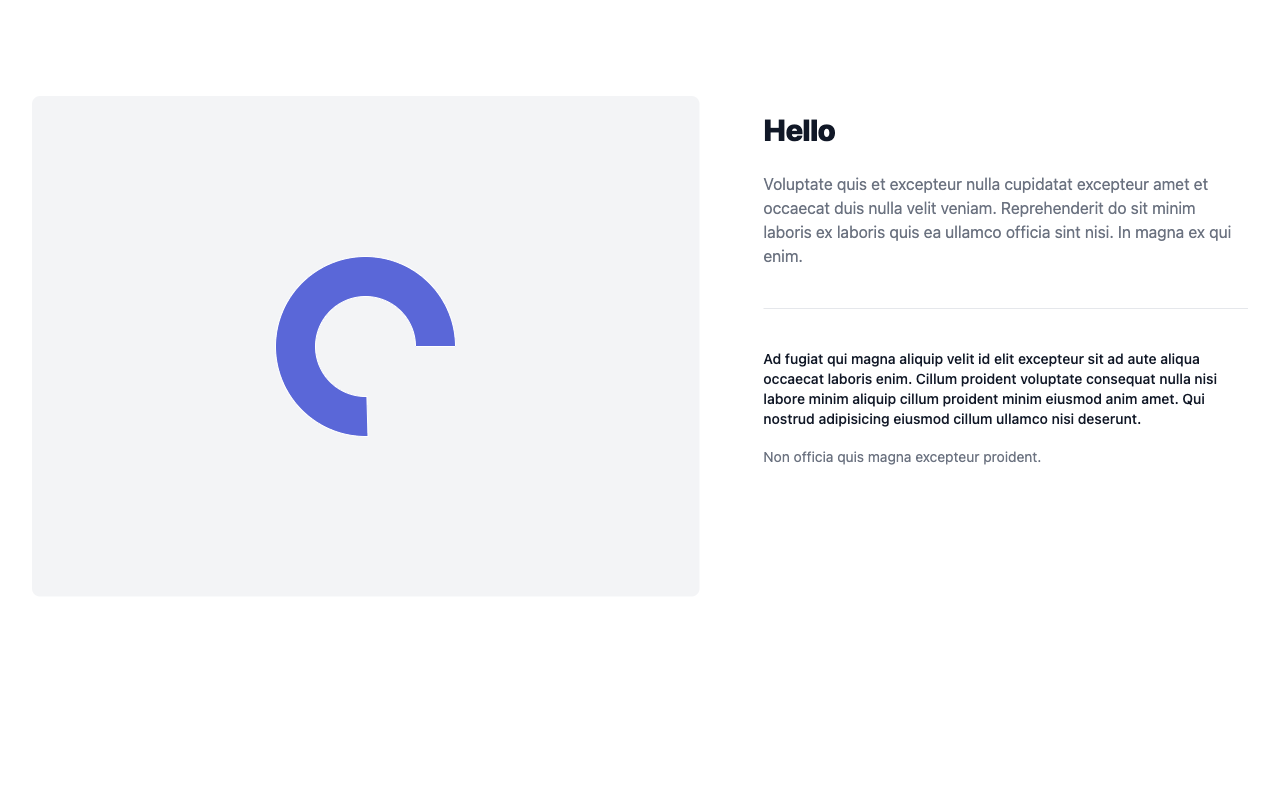 Hello
Voluptate quis et excepteur nulla cupidatat excepteur amet et
occaecat duis nulla velit veniam. Reprehenderit do sit minim
laboris ex laboris quis ea ullamco officia sint nisi. In magna ex qui
enim.
Ad fugiat qui magna aliquip velit id elit excepteur sit ad aute aliqua
occaecat laboris enim. Cillum proident voluptate consequat nulla nisi
labore minim aliquip cillum proident minim eiusmod anim amet. Qui
nostrud adipisicing eiusmod cillum ullamco nisi deserunt.
Non officia quis magna excepteur proident.